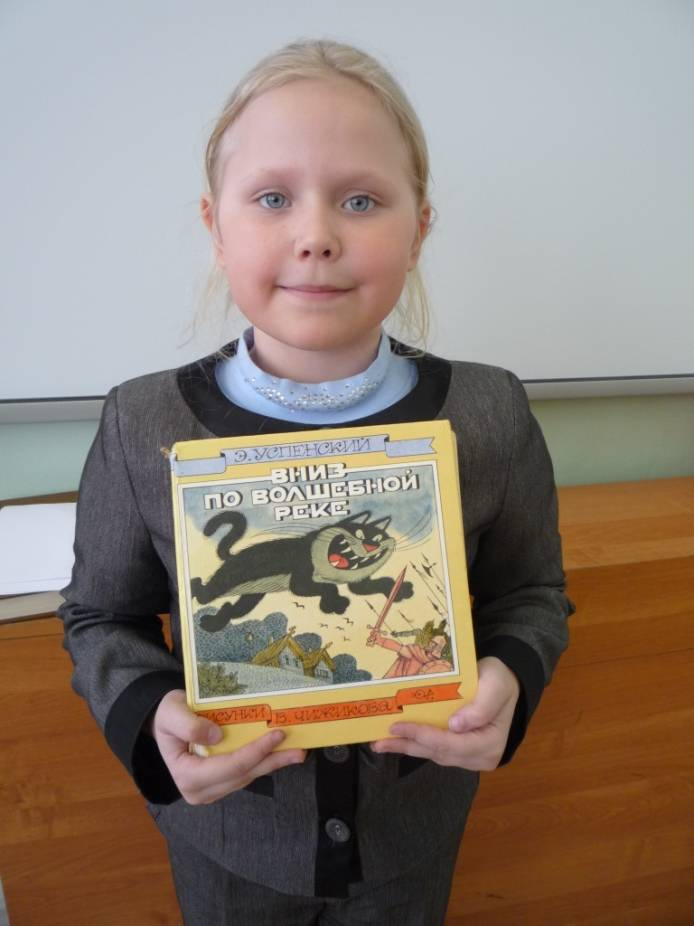 Э. УСПЕНСКИЙ
ВНИЗ
ПО ВОЛШЕБНОЙ
РЕКЕ
РИСУНКИ В. ЧИЖИКОВА